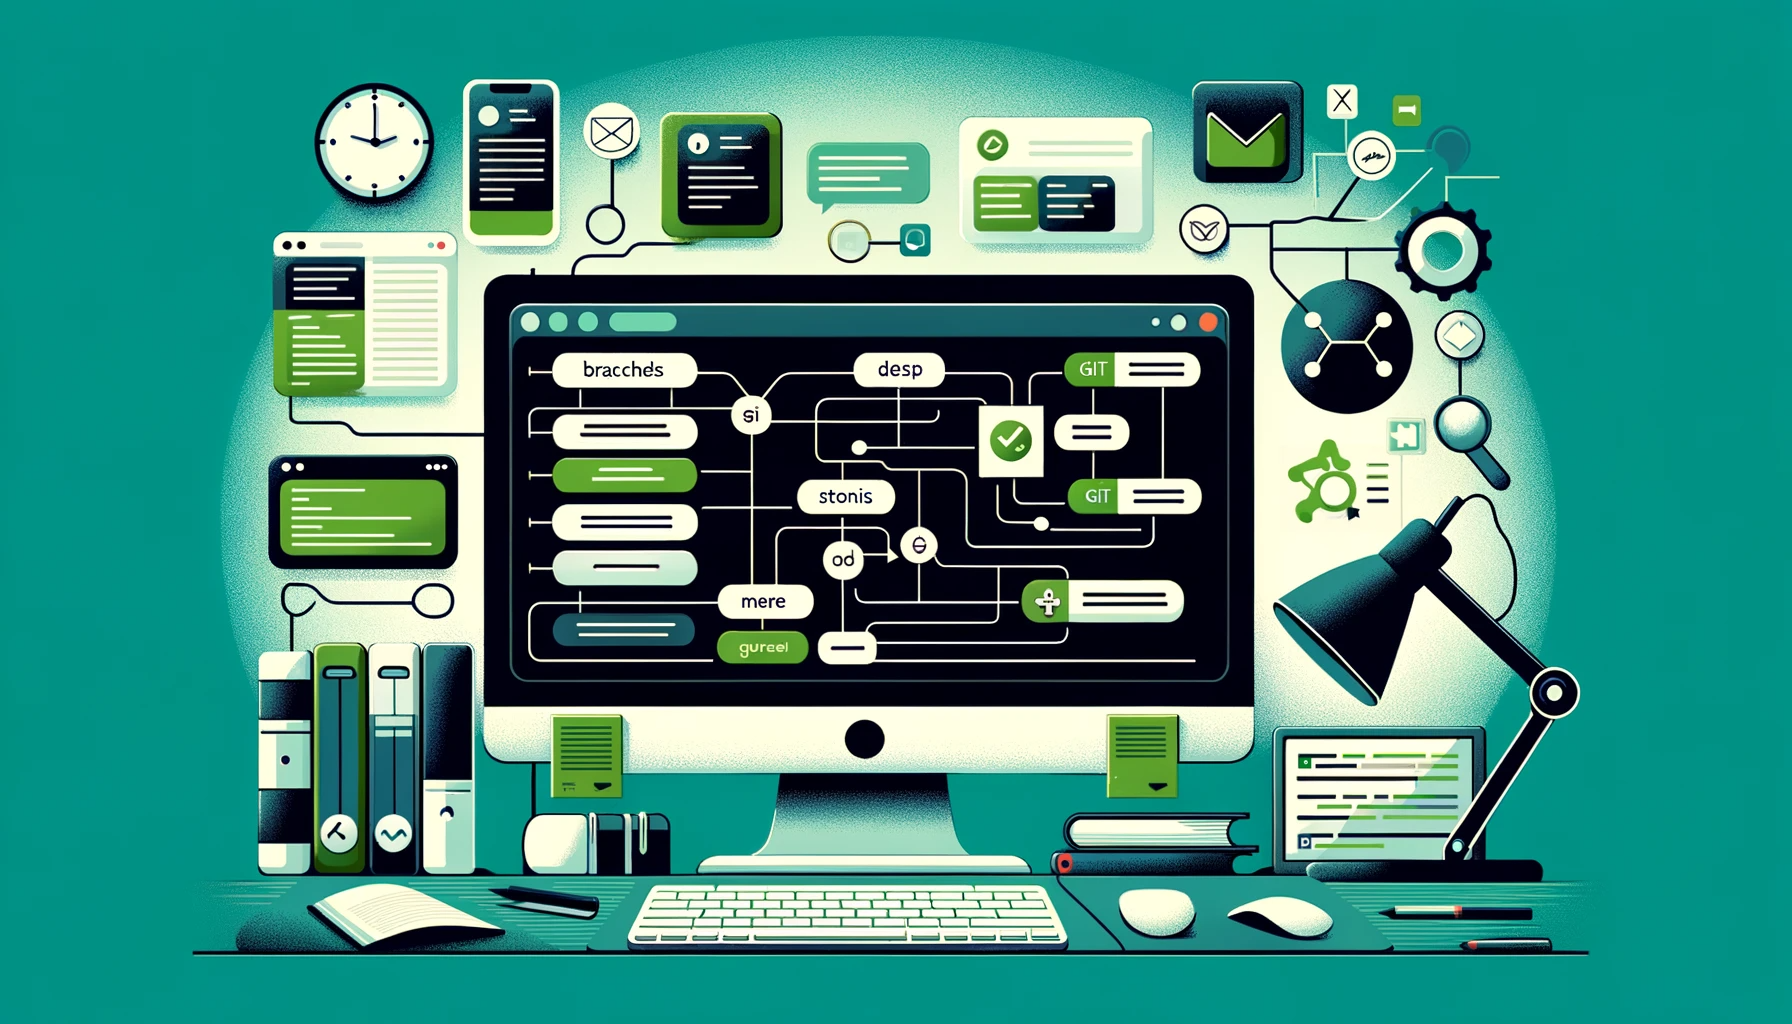 bracchds
desp
GIT
si
stonis
GIT
od
mere
gureel